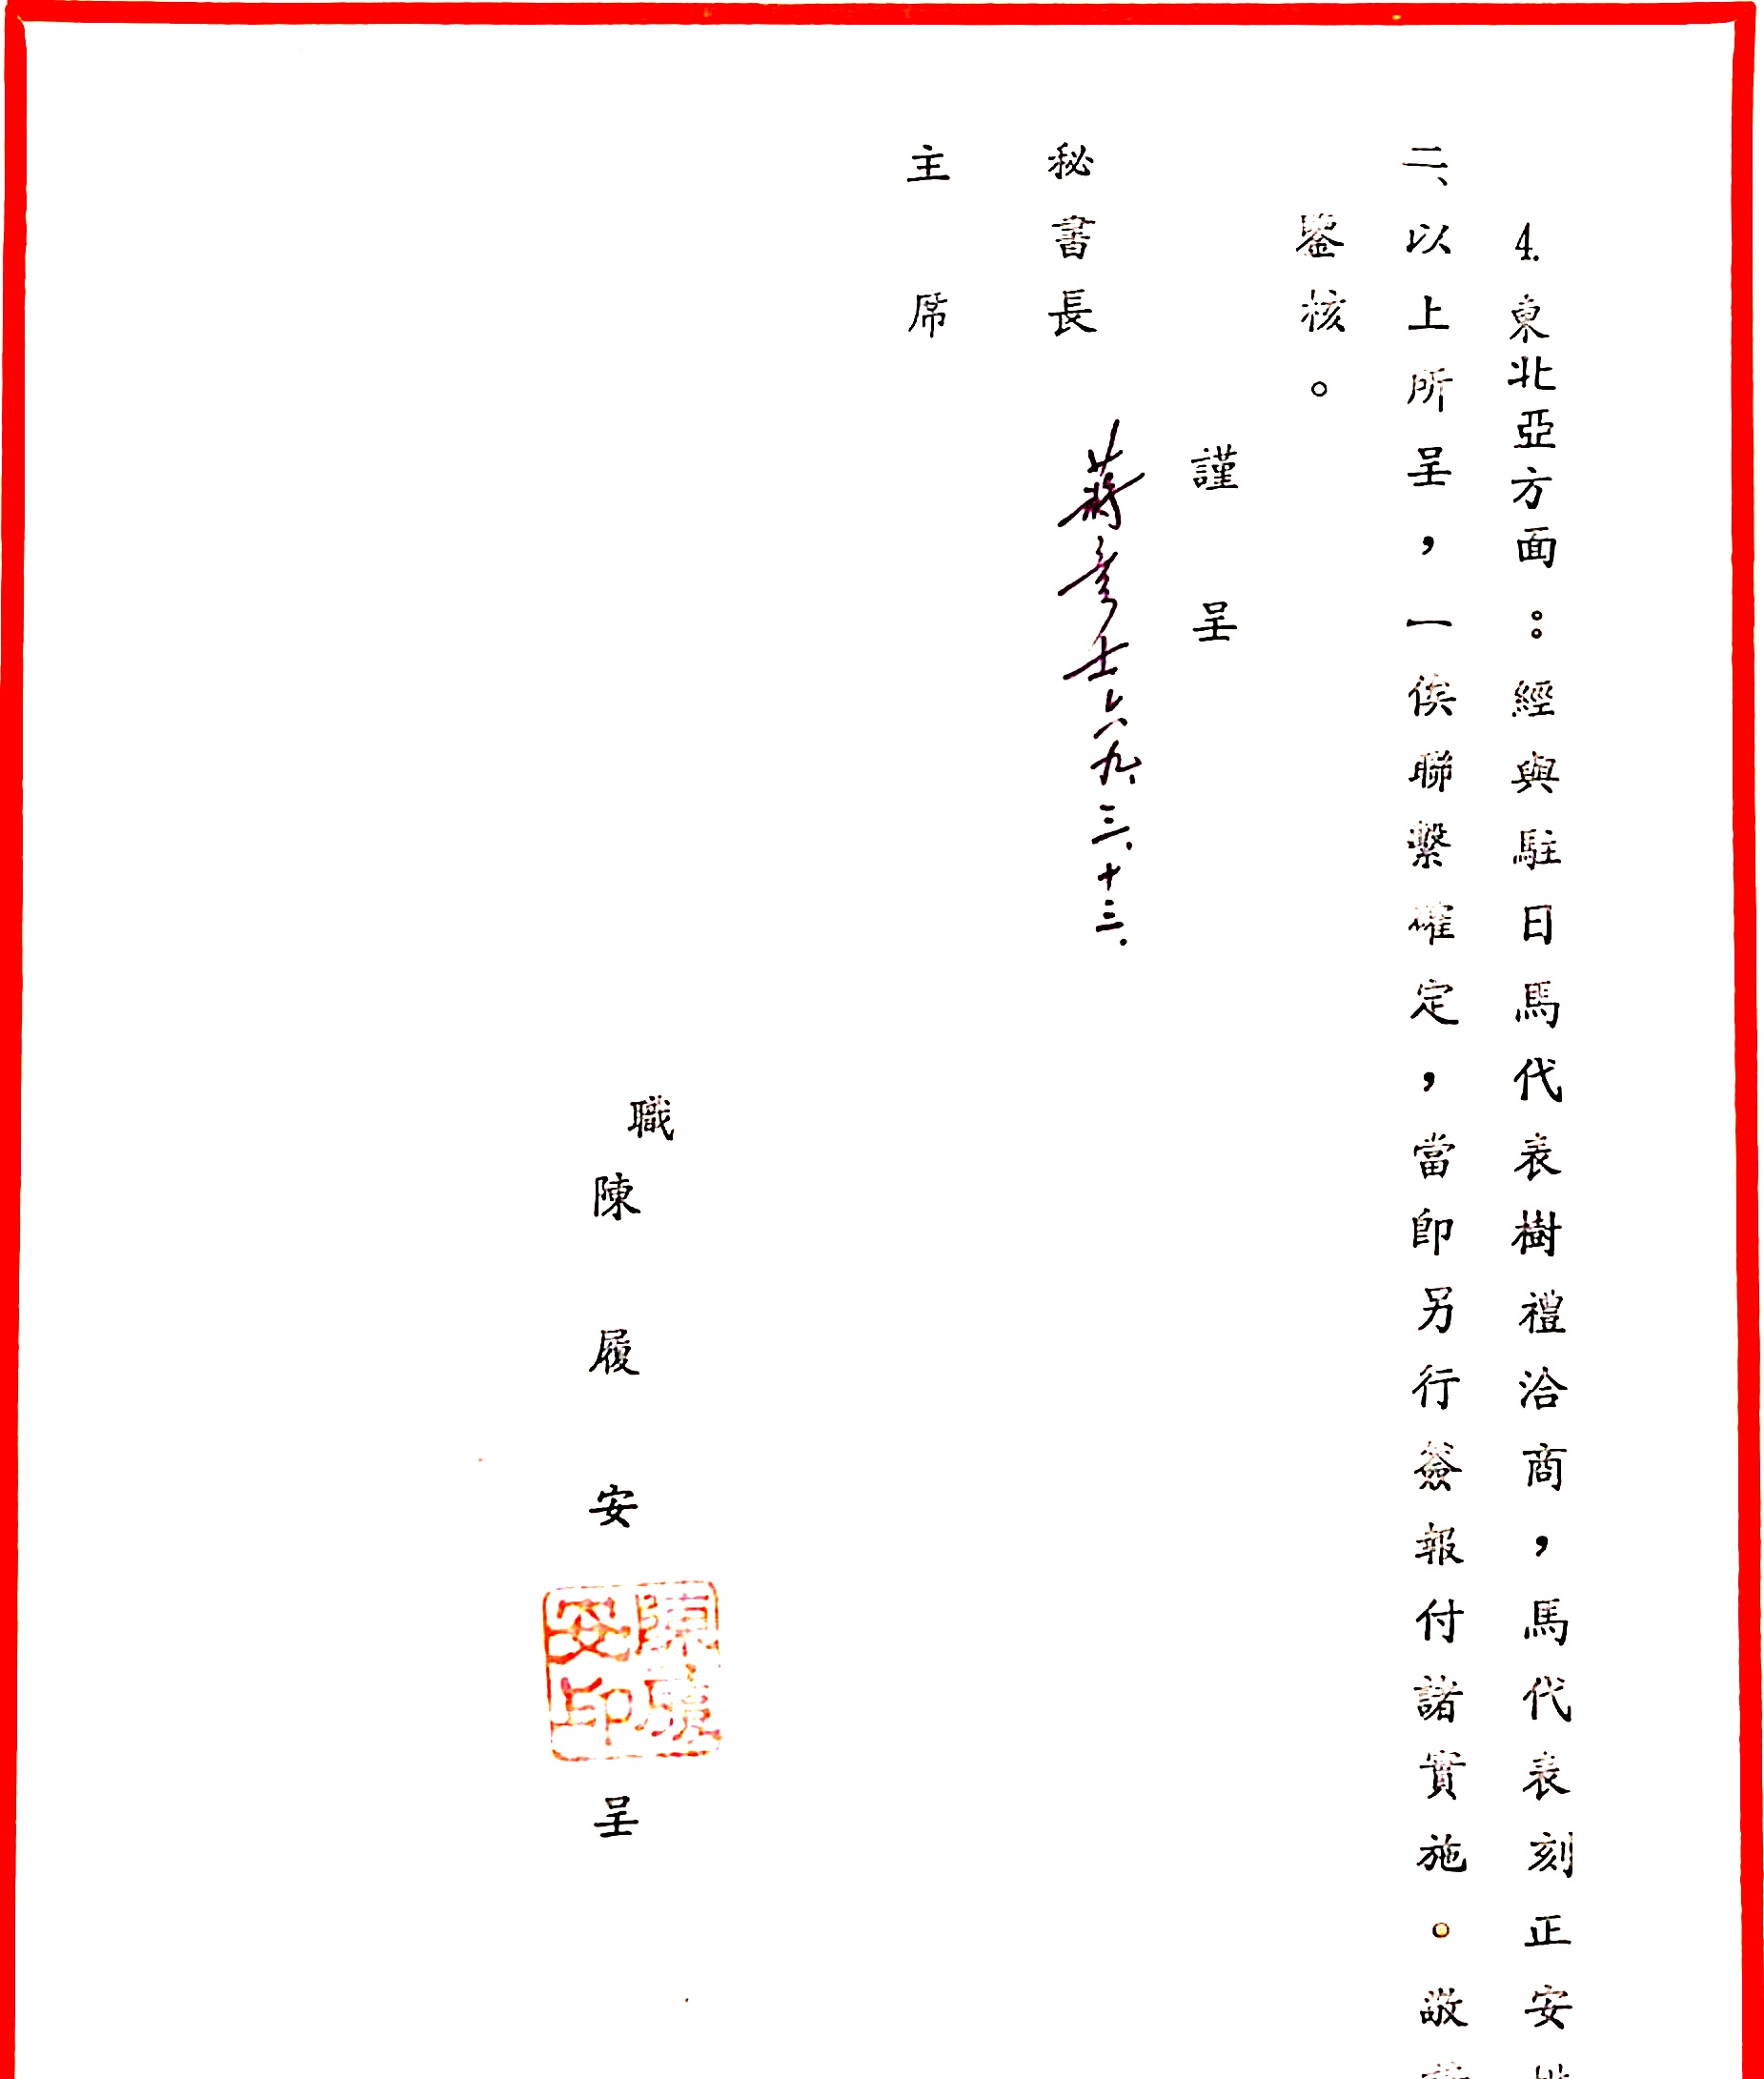 4.東北亞方面：經與駐日馬代表樹禮洽商，馬代表刻正安
二、以上所呈，一俟聯繫確定，當即另行簽報付諸實施。敬
鑒核。
謹呈
秘書長
蔣彥士六九、三、十三、
主席
職陳履安呈
陳履安印